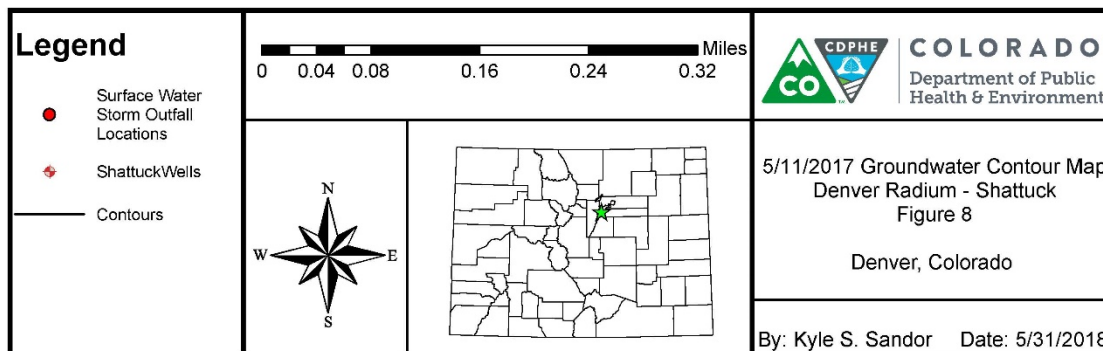 Legend
Surface Water
Storm Outfall
Locations
ShattuckWells
Contours
Miles
0 0.04 0.08 0.16 0.24 0.32
N
W E
S
CO
CDPHE
TM
COLORADO
Department of Public
Health & Environment
5/11/2017 Groundwater Contour Map
Denver Radium - Shattuck
Figure 8
Denver, Colorado
By: Kyle S. Sandor Date: 5/31/2018